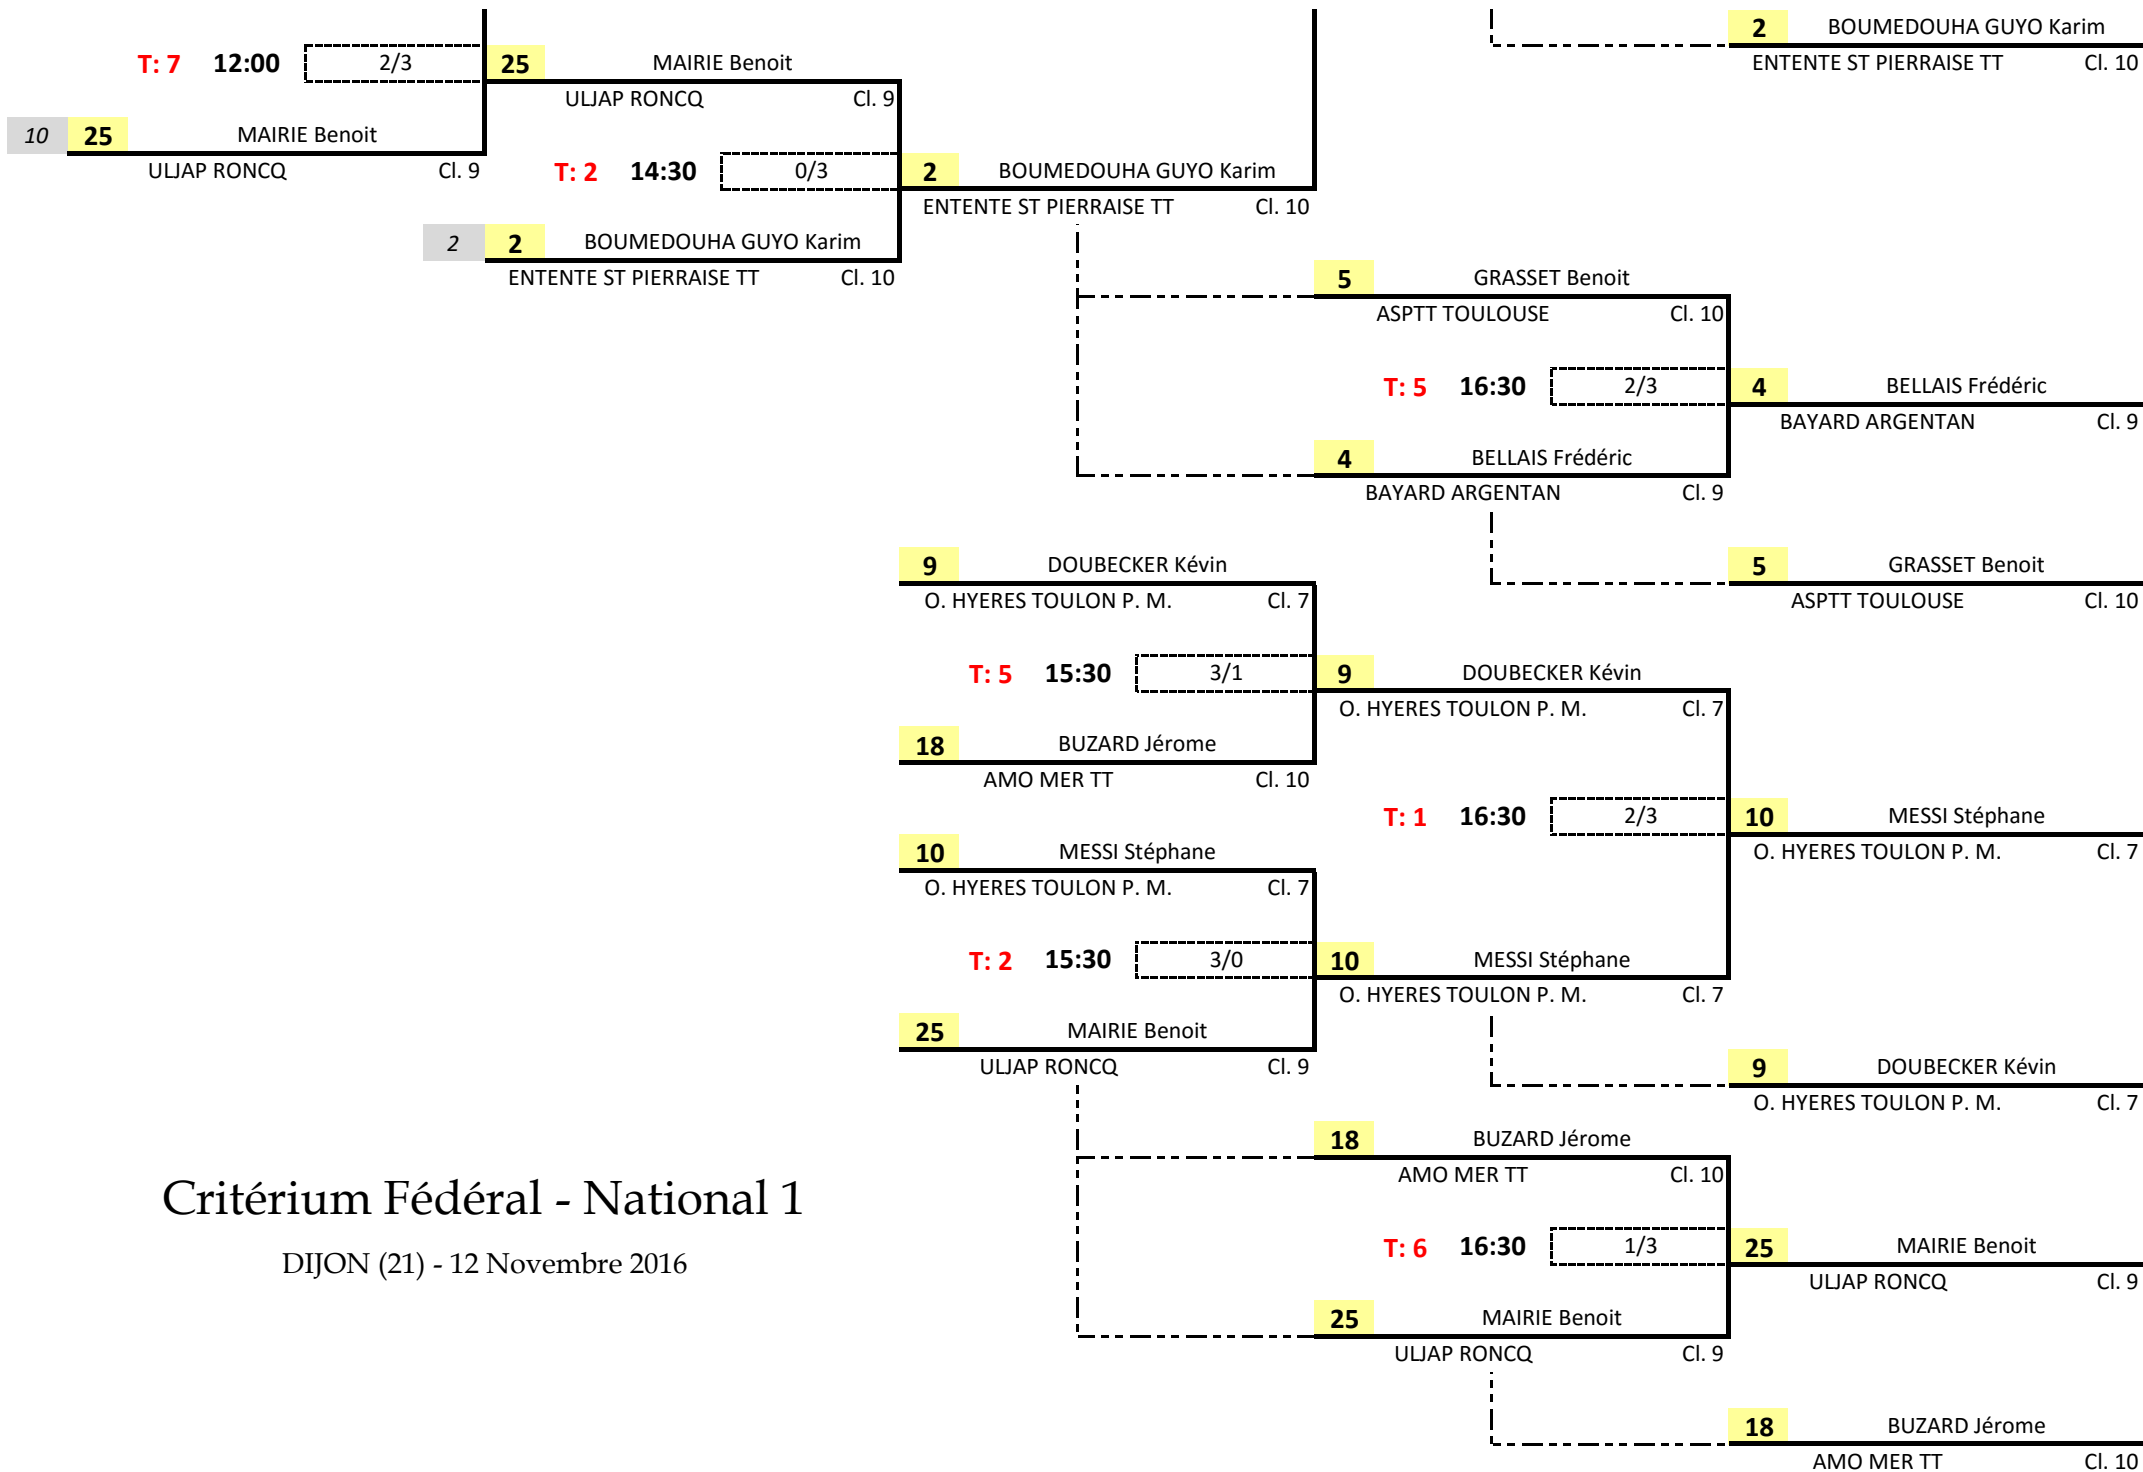 2 BOUMEDOUHA GUYO Karim
T: 7 12:00 2/3 25 MAIRIE Benoit
ENTENTE ST PIERRAISE TT Cl. 10
ULJAP RONCQ Cl. 9
10 25 MAIRIE Benoit
ULJAP RONCQ Cl. 9
T: 2 14:30 0/3 2 BOUMEDOUHA GUYO Karim
ENTENTE ST PIERRAISE TT Cl. 10
2 2 BOUMEDOUHA GUYO Karim
ENTENTE ST PIERRAISE TT Cl. 10
5 GRASSET Benoit
ASPTT TOULOUSE Cl. 10
T: 5 16:30 2/3 4 BELLAIS Frédéric
BAYARD ARGENTAN Cl. 9
4 BELLAIS Frédéric
BAYARD ARGENTAN Cl. 9
9 DOUBECKER Kévin
5 GRASSET Benoit
O. HYERES TOULON P. M. Cl. 7
ASPTT TOULOUSE Cl. 10
T: 5 15:30 3/1 9 DOUBECKER Kévin
O. HYERES TOULON P. M. Cl. 7
18 BUZARD Jérome
AMO MER TT Cl. 10
T: 1 16:30 2/3 10 MESSI Stéphane
O. HYERES TOULON P. M. Cl. 7
10 MESSI Stéphane
O. HYERES TOULON P. M. Cl. 7
T: 2 15:30 3/0 10 MESSI Stéphane
O. HYERES TOULON P. M. Cl. 7
25 MAIRIE Benoit
ULJAP RONCQ Cl. 9
9 DOUBECKER Kévin
O. HYERES TOULON P. M. Cl. 7
18 BUZARD Jérome
AMO MER TT Cl. 10
Critérium Fédéral - National 1
T: 6 16:30 1/3 25 MAIRIE Benoit
DIJON (21) - 12 Novembre 2016
ULJAP RONCQ Cl. 9
25 MAIRIE Benoit
ULJAP RONCQ Cl. 9
18 BUZARD Jérome
AMO MER TT Cl. 10